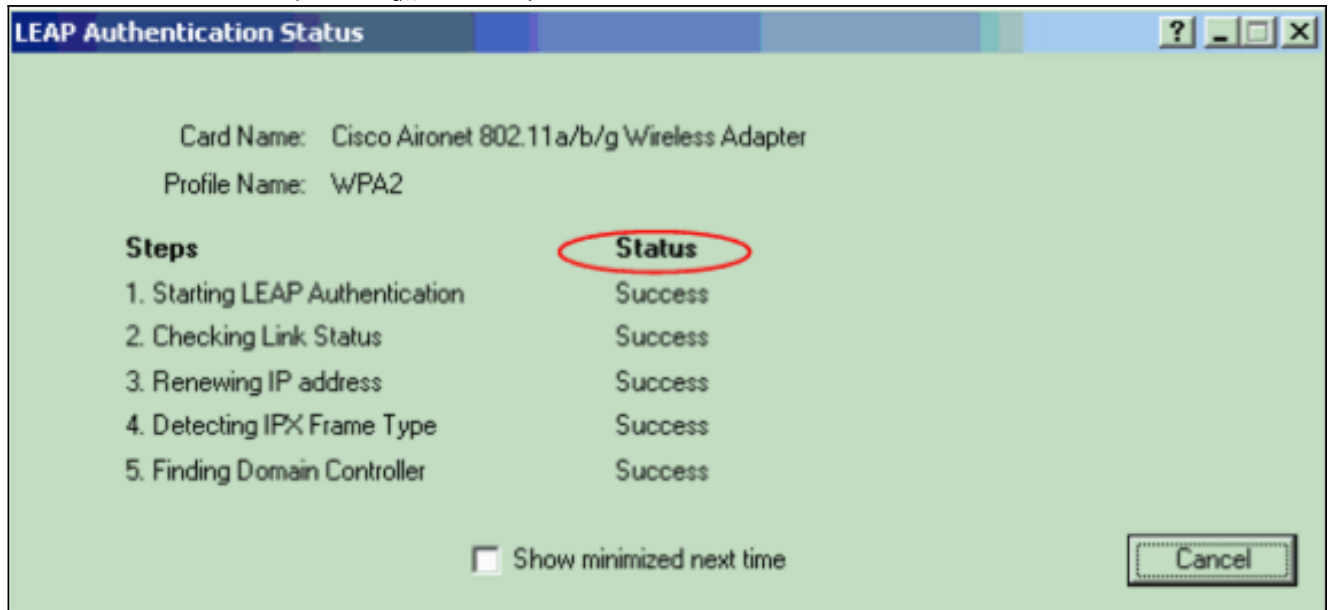 LEAP Authentication Status
Card Name: Cisco Aironet 802.11a/b/g Wireless Adapter
Profile Name: WPA2
Steps Status
1. Starting LEAP Authentication Success
2. Checking Link Status Success
3. Renewing IP address Success
4. Detecting IPX Frame Type Success
5. Finding Domain Controller Success
Show minimized next time
Cancel